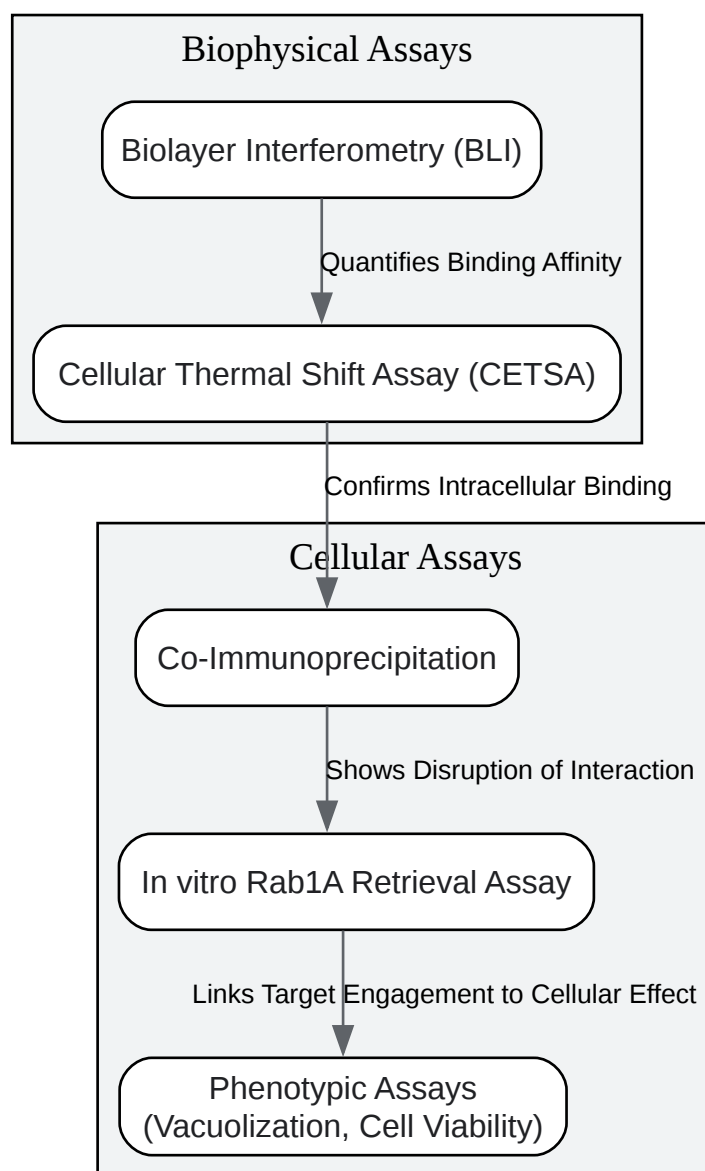 Biophysical Assays
Biolayer Interferometry (BLI)
Quantifies Binding Affinity
Cellular Thermal Shift Assay (CETSA)
Confirms Intracellular Binding
Cellular Assays
Co-Immunoprecipitation
Shows Disruption of Interaction
In vitro Rab1A Retrieval Assay
Links Target Engagement to Cellular Effect
Phenotypic Assays
(Vacuolization, Cell Viability)